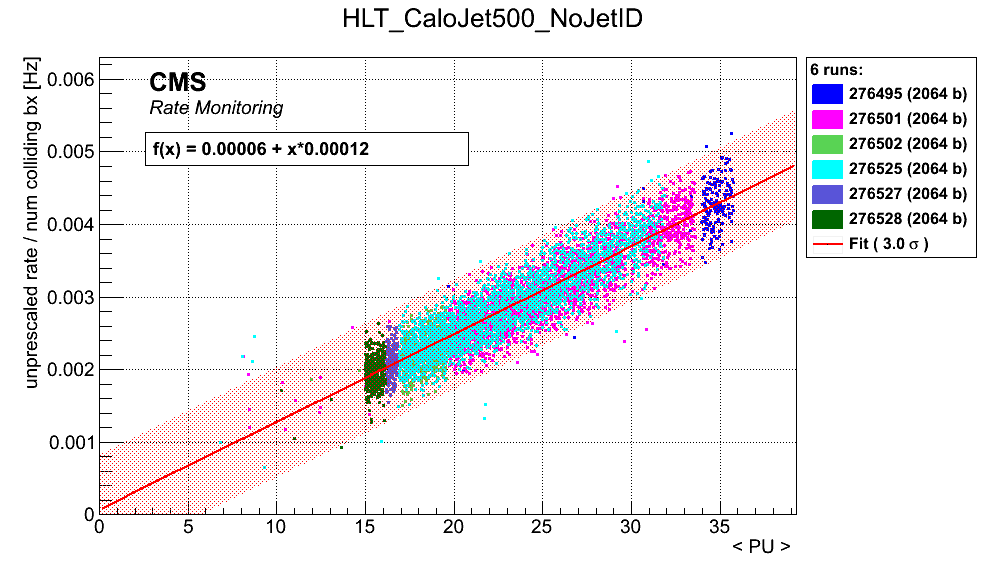 HLT_CaloJet500_NoJetID
unprescaled rate / num colliding bx [Hz]
0.006
0.005
0.004
0.003
0.002
0.001
0
CMS
Rate Monitoring
f(x) = 0.00006 + x*0.00012
0 5 10 15 20 25 30 35
< PU >
6 runs:
276495 (2064 b)
276501 (2064 b)
276502 (2064 b)
276525 (2064 b)
276527 (2064 b)
276528 (2064 b)
Fit ( 3.0 σ )